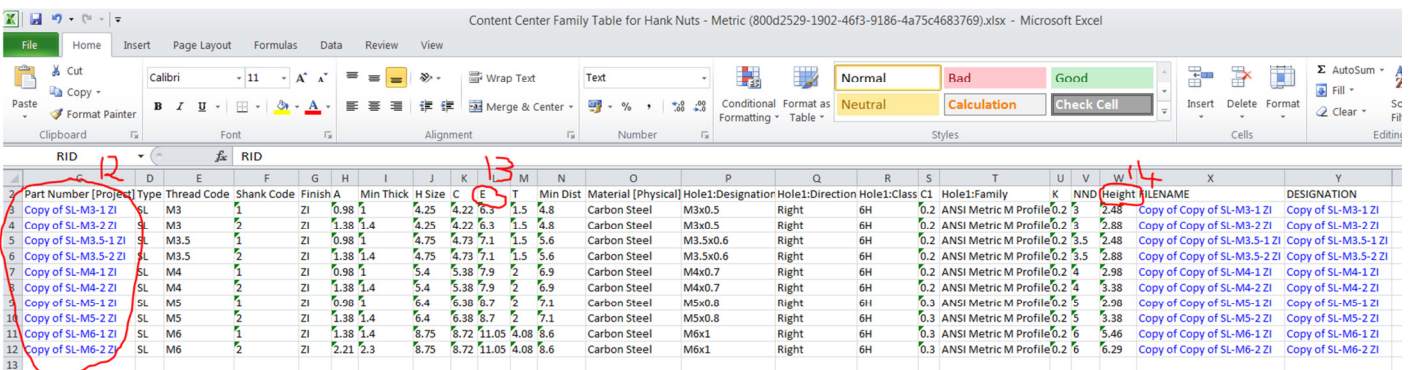 Content Center Family Table for Hank Nuts - Metric (800d2529-1902-46f3-9186-4a75c4683769).xlsx - Microsoft Excel
File Home Insert Page Layout Formulas Data Review View
Cut
Copy
Format Painter
Paste
Clipboard
Calibri 11 A A
B I U A
Font
Wrap Text
Merge & Center
Alignment
Text
% , .0 .00 .00 .0
Number
Conditional Formatting
Format as Table
Normal Bad Good
Neutral Calculation Check Cell
Styles
Insert Delete Format
Cells
Σ AutoSum
Fill
Clear
Editing
RID fx RID
12 13 14
D E F G H I J K M N O P Q R S T U V W X Y
2 Part Number [Project] Type Thread Code Shank Code Finish A Min Thick H Size C E T Min Dist Material [Physical] Hole1:Designation Hole1:Direction Hole1:Class C1 Hole1:Family K NND Height FILENAME DESIGNATION
3 Copy of SL-M3-1 ZI SL M3 1 ZI 0.98 1 4.25 4.22 6.3 1.5 4.8 Carbon Steel M3x0.5 Right 6H 0.2 ANSI Metric M Profile 0.2 3 2.48 Copy of Copy of SL-M3-1 ZI Copy of SL-M3-1 ZI
4 Copy of SL-M3-2 ZI SL M3 2 ZI 1.38 1.4 4.25 4.22 6.3 1.5 4.8 Carbon Steel M3x0.5 Right 6H 0.2 ANSI Metric M Profile 0.2 3 2.88 Copy of Copy of SL-M3-2 ZI Copy of SL-M3-2 ZI
5 Copy of SL-M3.5-1 ZI SL M3.5 1 ZI 0.98 1 4.75 4.73 7.1 1.5 5.6 Carbon Steel M3.5x0.6 Right 6H 0.2 ANSI Metric M Profile 0.2 3.5 2.48 Copy of Copy of SL-M3.5-1 ZI Copy of SL-M3.5-1 ZI
6 Copy of SL-M3.5-2 ZI SL M3.5 2 ZI 1.38 1.4 4.75 4.73 7.1 1.5 5.6 Carbon Steel M3.5x0.6 Right 6H 0.2 ANSI Metric M Profile 0.2 3.5 2.88 Copy of Copy of SL-M3.5-2 ZI Copy of SL-M3.5-2 ZI
7 Copy of SL-M4-1 ZI SL M4 1 ZI 0.98 1 5.4 5.38 7.9 2 6.9 Carbon Steel M4x0.7 Right 6H 0.2 ANSI Metric M Profile 0.2 4 2.98 Copy of Copy of SL-M4-1 ZI Copy of SL-M4-1 ZI
8 Copy of SL-M4-2 ZI SL M4 2 ZI 1.38 1.4 5.4 5.38 7.9 2 6.9 Carbon Steel M4x0.7 Right 6H 0.2 ANSI Metric M Profile 0.2 4 3.38 Copy of Copy of SL-M4-2 ZI Copy of SL-M4-2 ZI
9 Copy of SL-M5-1 ZI SL M5 1 ZI 0.98 1 6.4 6.38 8.7 2 7.1 Carbon Steel M5x0.8 Right 6H 0.3 ANSI Metric M Profile 0.2 5 2.98 Copy of Copy of SL-M5-1 ZI Copy of SL-M5-1 ZI
10 Copy of SL-M5-2 ZI SL M5 2 ZI 1.38 1.4 6.4 6.38 8.7 2 7.1 Carbon Steel M5x0.8 Right 6H 0.3 ANSI Metric M Profile 0.2 5 3.38 Copy of Copy of SL-M5-2 ZI Copy of SL-M5-2 ZI
11 Copy of SL-M6-1 ZI SL M6 1 ZI 1.38 1.4 8.75 8.72 11.05 4.08 8.6 Carbon Steel M6x1 Right 6H 0.3 ANSI Metric M Profile 0.2 6 5.46 Copy of Copy of SL-M6-1 ZI Copy of SL-M6-1 ZI
12 Copy of SL-M6-2 ZI SL M6 2 ZI 2.21 2.3 8.75 8.72 11.05 4.08 8.6 Carbon Steel M6x1 Right 6H 0.3 ANSI Metric M Profile 0.2 6 6.29 Copy of Copy of SL-M6-2 ZI Copy of SL-M6-2 ZI
13